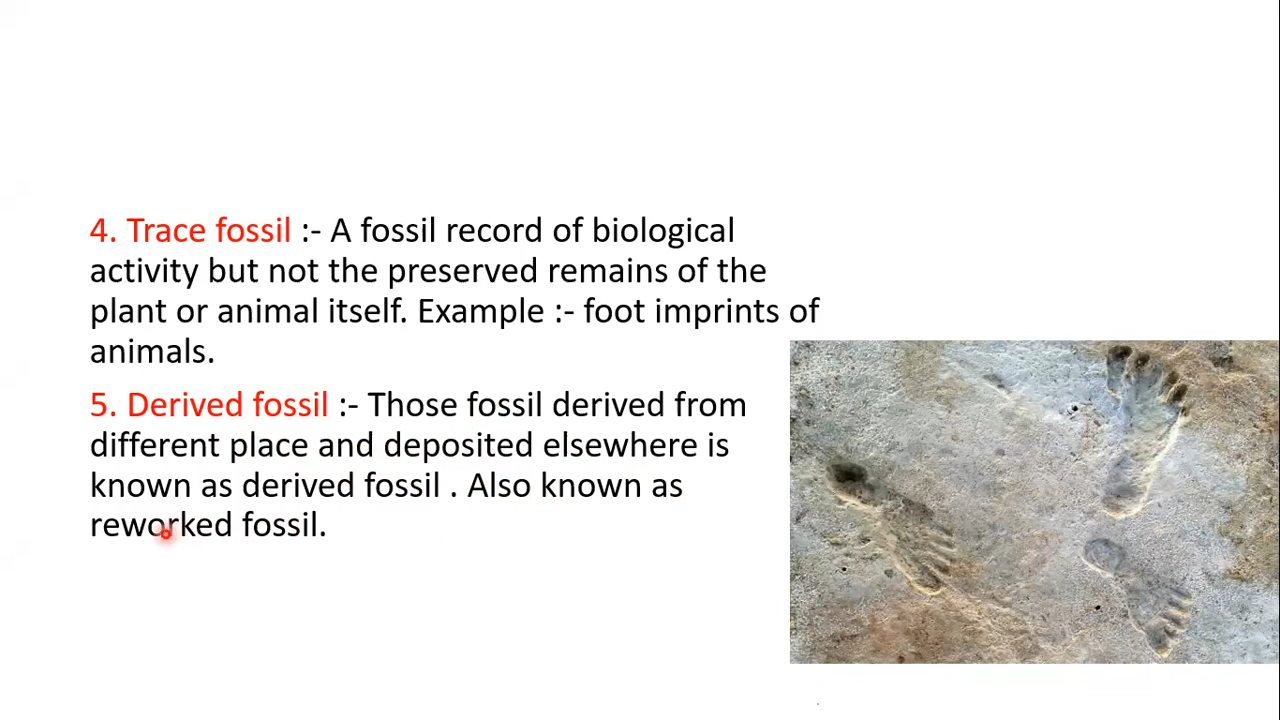 4. Trace fossil :- A fossil record of biological
activity but not the preserved remains of the
plant or animal itself. Example :- foot imprints of
animals.
5. Derived fossil :- Those fossil derived from
different place and deposited elsewhere is
known as derived fossil . Also known as
reworked fossil.